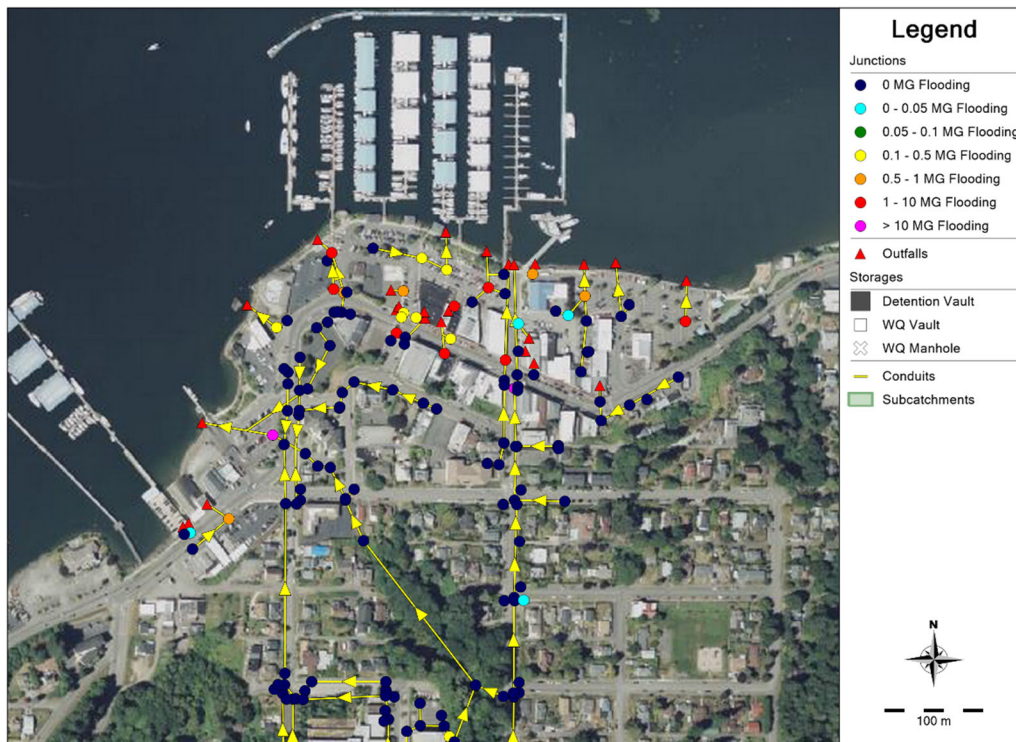 Legend
Junctions
0 MG Flooding
0 - 0.05 MG Flooding
0.05 - 0.1 MG Flooding
0.1 - 0.5 MG Flooding
0.5 - 1 MG Flooding
1 - 10 MG Flooding
> 10 MG Flooding
Outfalls
Storages
Detention Vault
WQ Vault
WQ Manhole
Conduits
Subcatchments
N
100 m